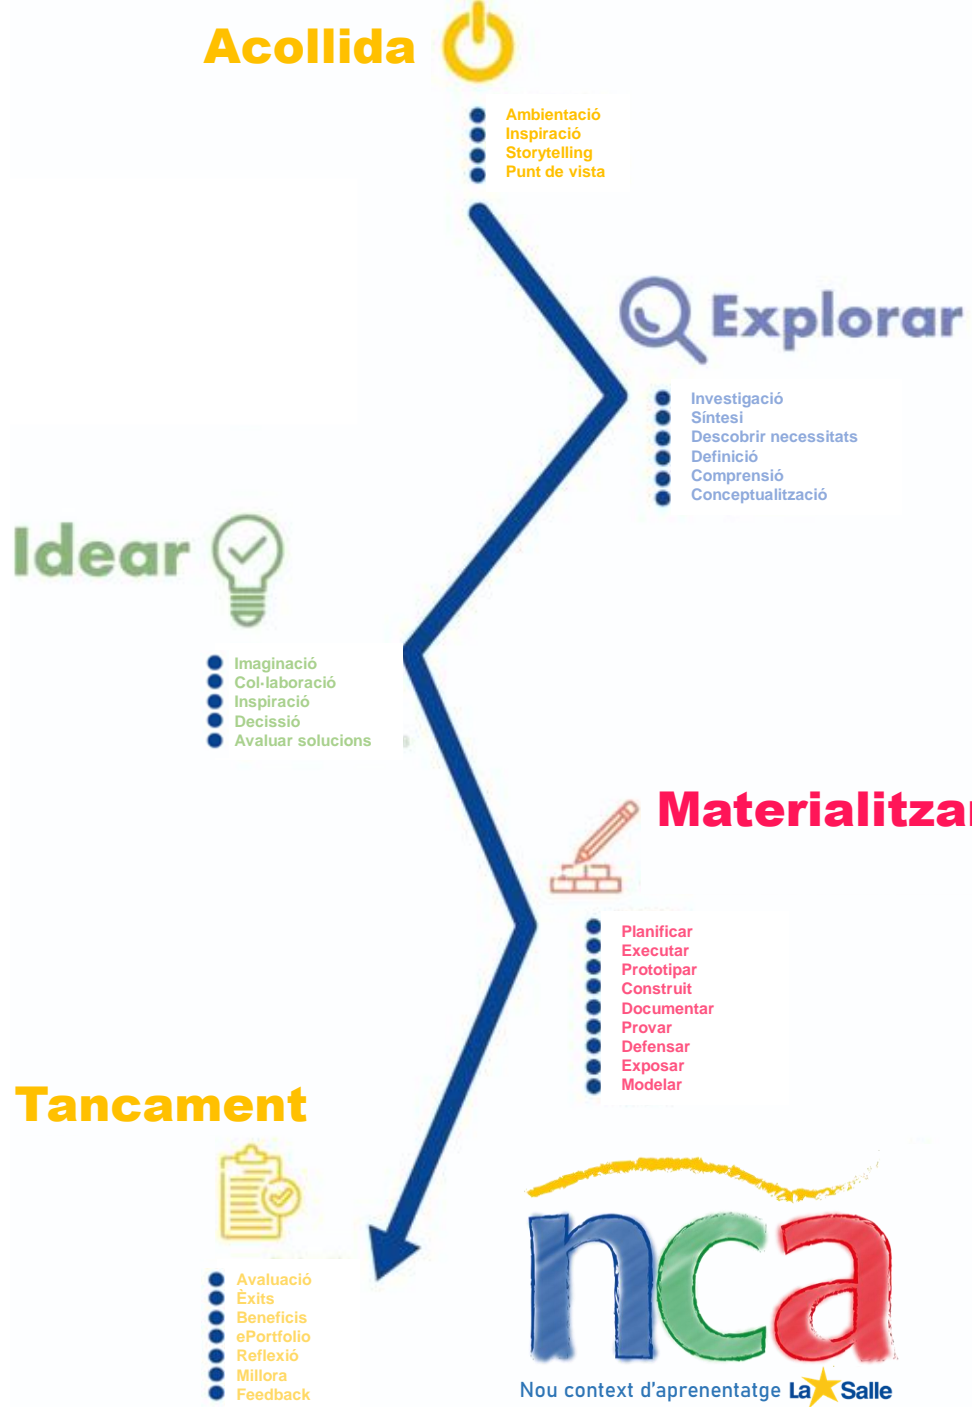 Acollida
Ambientació
Inspiració
Storytelling
Punt de vista
Explorar
Investigació
Síntesi
Descobrir necessitats
Definició
Comprensió
Conceptualització
Idear
Imaginació
Col·laboració
Inspiració
Decissió
Avaluar solucions
Materialitzar
Planificar
Executar
Prototipar
Construit
Documentar
Provar
Defensar
Exposar
Modelar
Tancament
Avaluació
Èxits
Beneficis
ePortfolio
Reflexió
Millora
Feedback
nca
Nou context d'aprenentatge La Salle